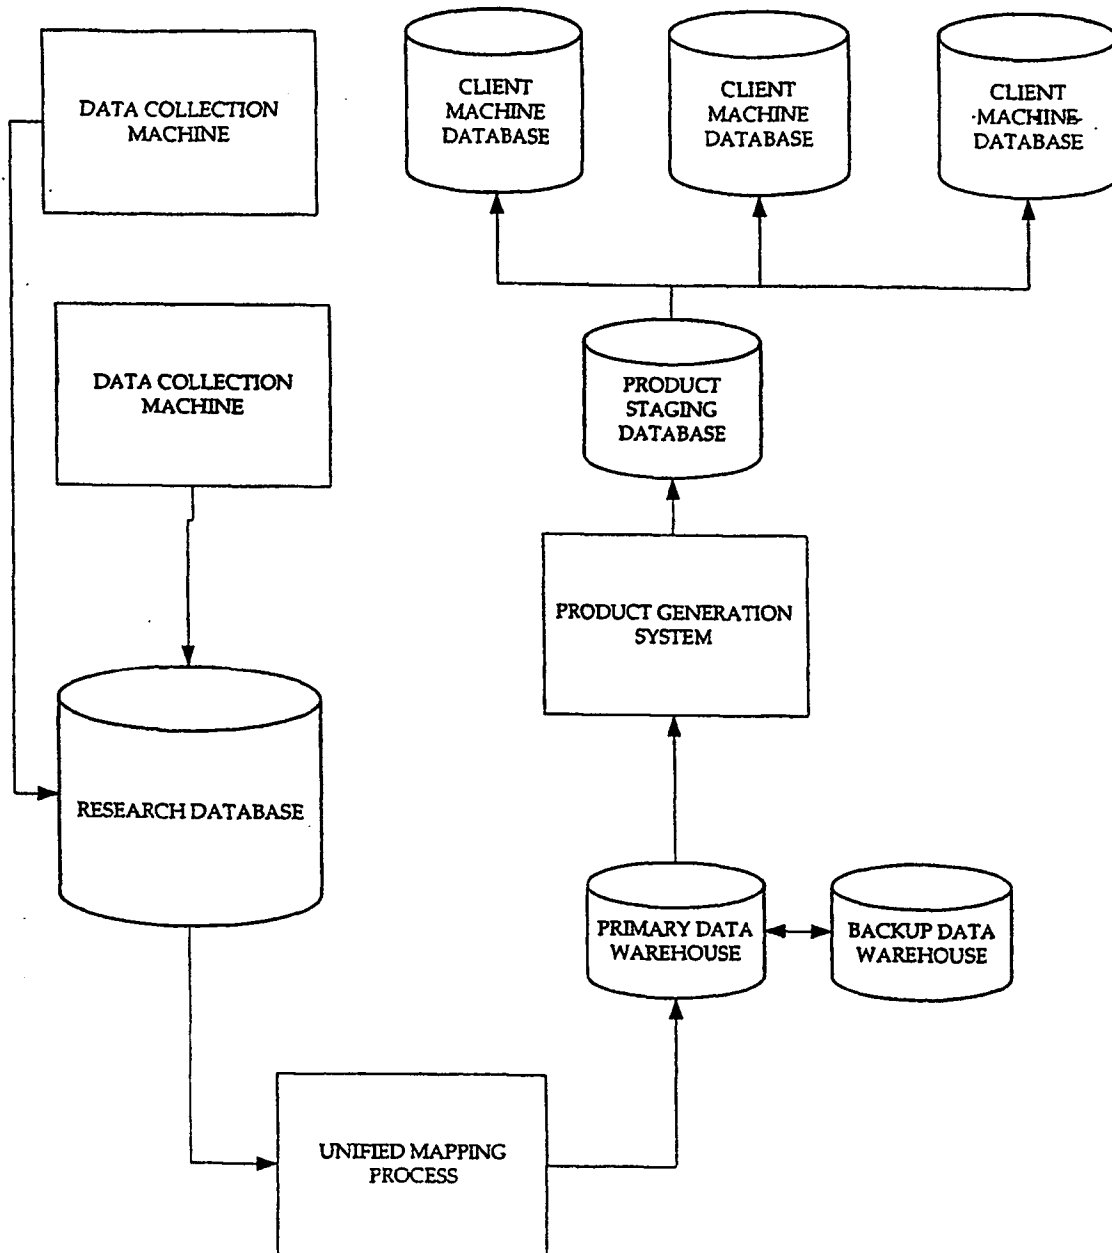 DATA COLLECTION
MACHINE
CLIENT
MACHINE
DATABASE
CLIENT
MACHINE
DATABASE
CLIENT
MACHINE
DATABASE
DATA COLLECTION
MACHINE
PRODUCT
STAGING
DATABASE
PRODUCT GENERATION
SYSTEM
RESEARCH DATABASE
PRIMARY DATA
WAREHOUSE
BACKUP DATA
WAREHOUSE
UNIFIED MAPPING
PROCESS